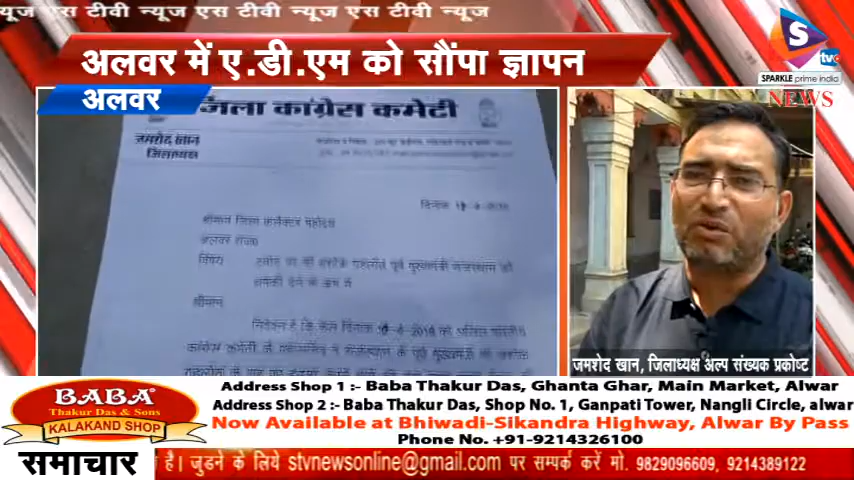 न्यूज एस टीवी न्यूज एस टीवी न्यूज एस टीवी न्यूज
S
tv
SPARKLE prime india
NEWS
अलवर में ए.डी.एम को सौंपा ज्ञापन
अलवर
जिला कांग्रेस कमेटी
जमशेद खान
जिलाध्यक्ष
दिनांक
श्रीमान जिला कलेक्टर महोदय
अलवर राज0
विषय
श्रीमान
जमशेद खान, जिलाध्यक्ष अल्प संख्यक प्रकोष्ट
BABA
Thakur Das & Sons
KALAKAND SHOP
Address Shop 1 :- Baba Thakur Das, Ghanta Ghar, Main Market, Alwar
Address Shop 2 :- Baba Thakur Das, Shop No. 1, Ganpati Tower, Nangli Circle, alwar
Now Available at Bhiwadi-Sikandra Highway, Alwar By Pass
Phone No. +91-9214326100
समाचार
है। जुडने के लिये stvnewsonline@gmail.com पर सम्पर्क करें मो. 9829096609, 9214389122